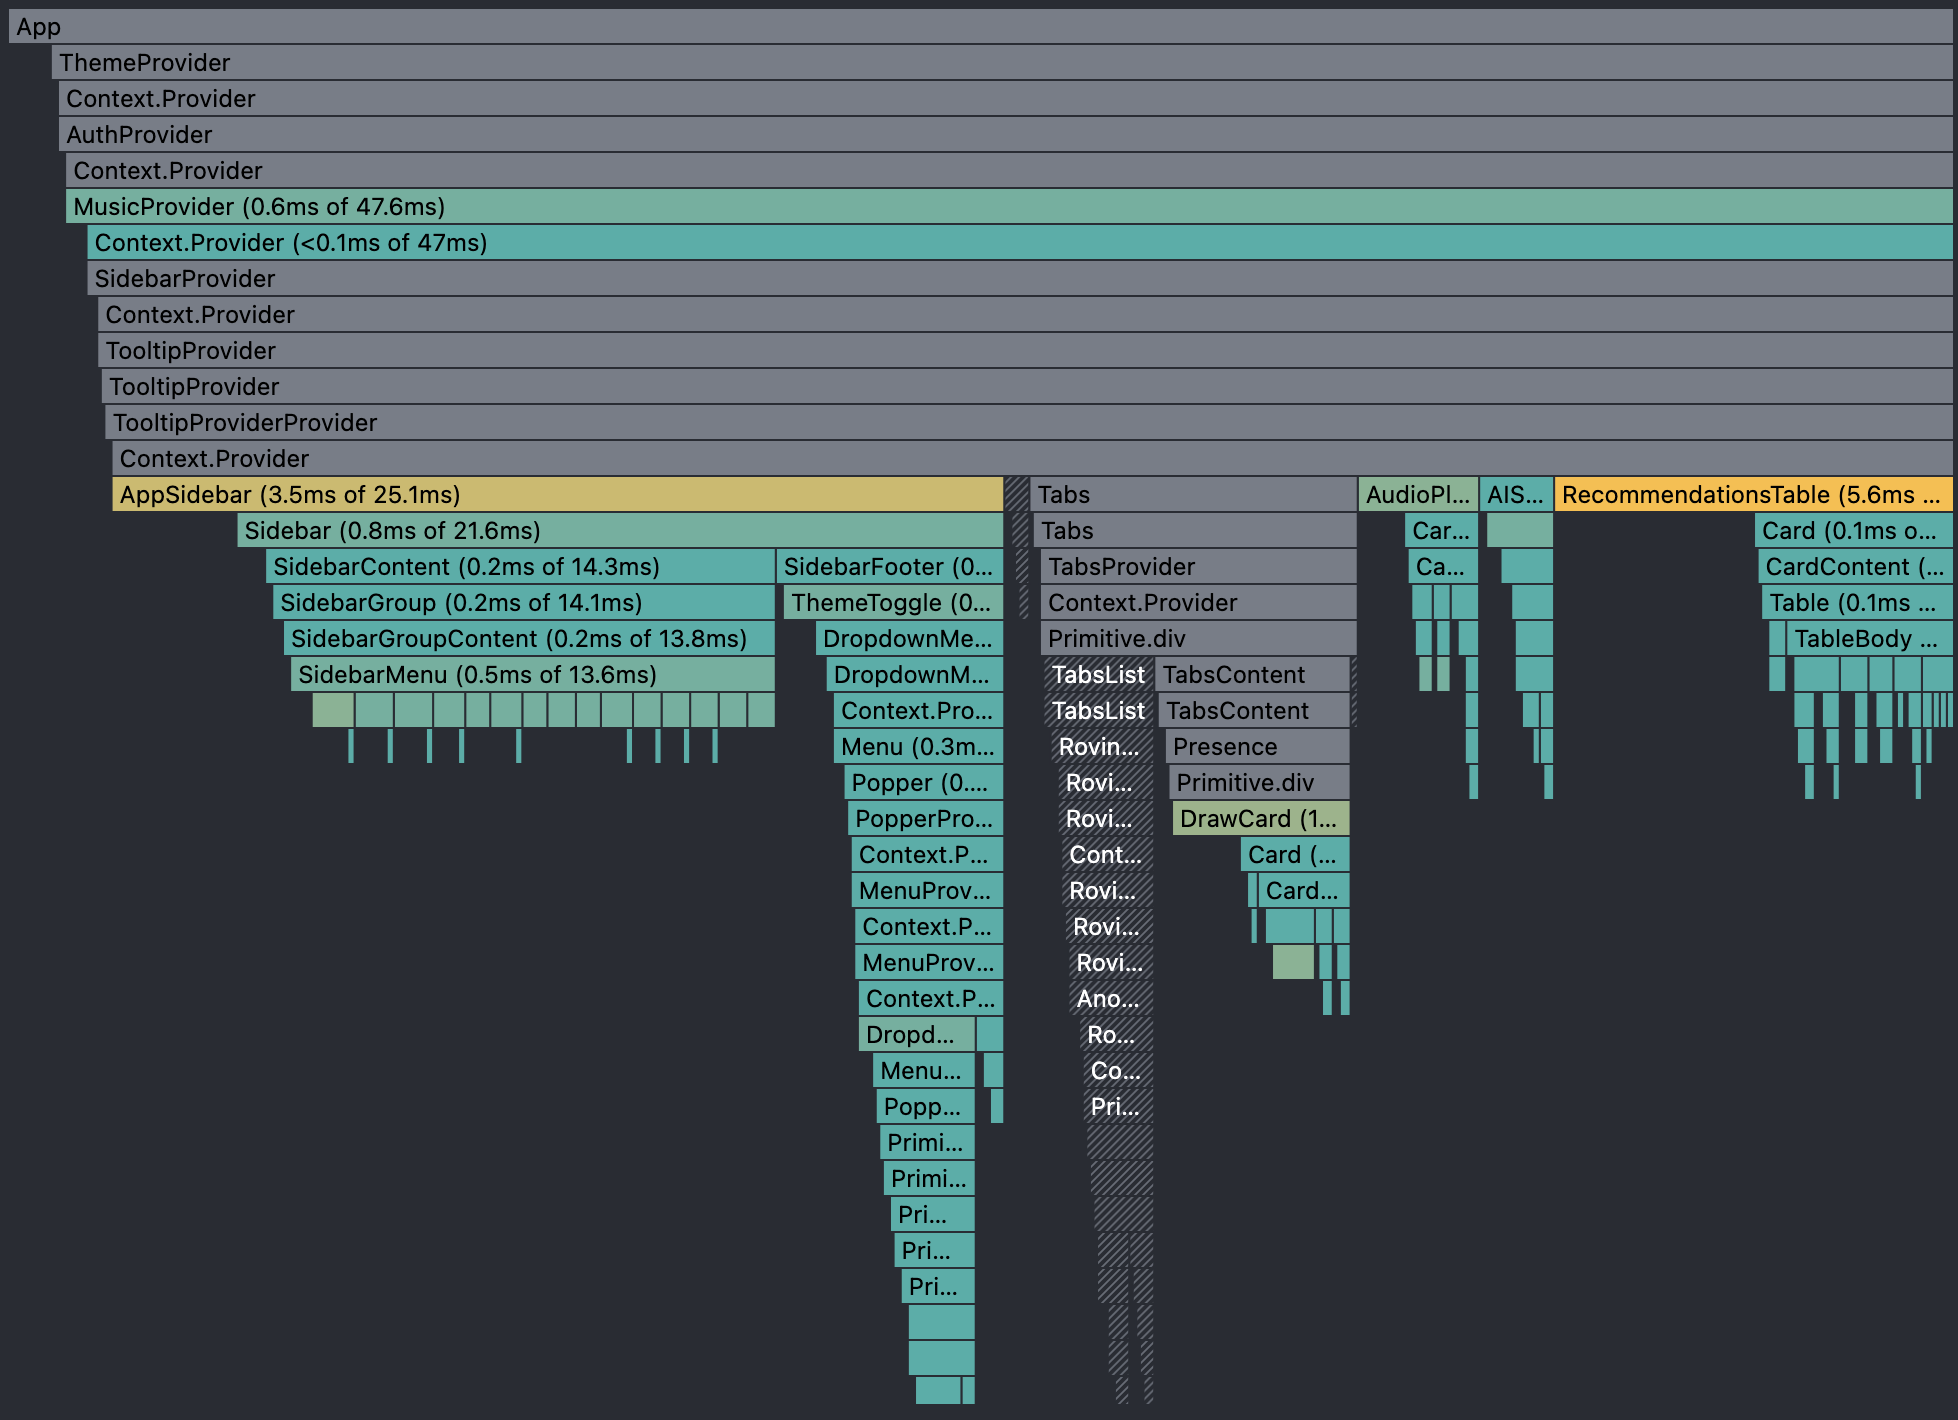 App
ThemeProvider
Context.Provider
AuthProvider
Context.Provider
MusicProvider (0.6ms of 47.6ms)
Context.Provider (<0.1ms of 47ms)
SidebarProvider
Context.Provider
TooltipProvider
TooltipProvider
TooltipProviderProvider
Context.Provider
AppSidebar (3.5ms of 25.1ms) Tabs AudioPl... AIS... RecommendationsTable (5.6ms ...
Sidebar (0.8ms of 21.6ms) Tabs Car... Card (0.1ms o...
SidebarContent (0.2ms of 14.3ms) SidebarFooter (0... TabsProvider Ca... CardContent (...
SidebarGroup (0.2ms of 14.1ms) ThemeToggle (0... Context.Provider Table (0.1ms ...
SidebarGroupContent (0.2ms of 13.8ms) DropdownMe... Primitive.div TableBody ...
SidebarMenu (0.5ms of 13.6ms) DropdownM... TabsList TabsContent
Context.Pro... TabsList TabsContent
Menu (0.3m... Rovin... Presence
Popper (0.... Rovi... Primitive.div
PopperPro... Rovi... DrawCard (1...
Context.P... Cont... Card (...
MenuProv... Rovi... Card...
Context.P... Rovi...
MenuProv... Rovi...
Context.P... Ano...
Dropd... Ro...
Menu... Co...
Popp... Pri...
Primi...
Primi...
Pri...
Pri...
Pri...